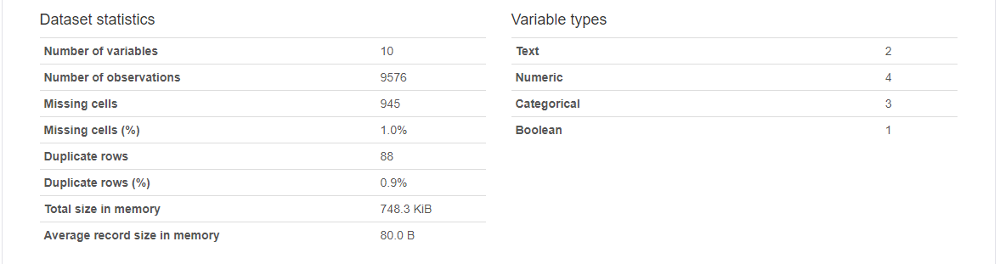 Dataset statistics
Number of variables 10
Number of observations 9576
Missing cells 945
Missing cells (%) 1.0%
Duplicate rows 88
Duplicate rows (%) 0.9%
Total size in memory 748.3 KiB
Average record size in memory 80.0 B
Variable types
Text 2
Numeric 4
Categorical 3
Boolean 1